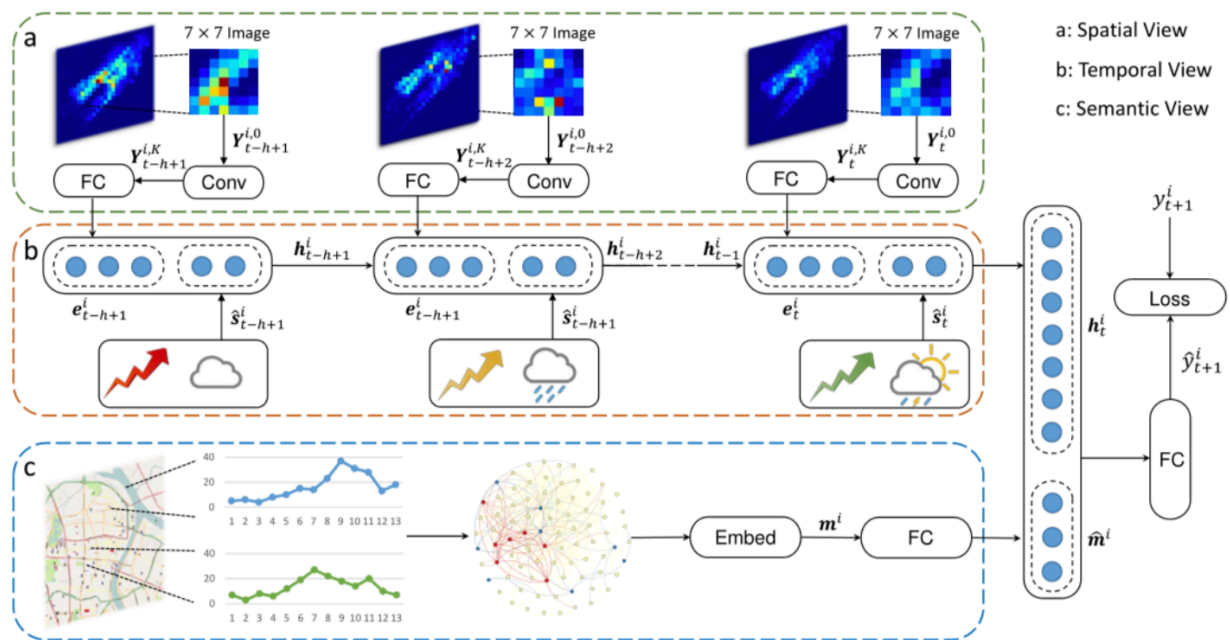 a
7 × 7 Image
7 × 7 Image
7 × 7 Image
a: Spatial View
b: Temporal View
c: Semantic View
Y^{i,0}_{t-h+1}
Y^{i,K}_{t-h+1}
Y^{i,0}_{t-h+2}
Y^{i,K}_{t-h+2}
Y^{i,0}_{t}
Y^{i,K}_{t}
FC
Conv
FC
Conv
FC
Conv
b
h^{i}_{t-h+1}
h^{i}_{t-h+2}
h^{i}_{t-1}
e^{i}_{t-h+1}
ŝ^{i}_{t-h+1}
e^{i}_{t-h+1}
ŝ^{i}_{t-h+1}
e^{i}_{t}
ŝ^{i}_{t}
y^{i}_{t+1}
Loss
h^{i}_{t}
ŷ^{i}_{t+1}
FC
m̂^{i}
c
40
20
0
1 2 3 4 5 6 7 8 9 10 11 12 13
40
20
0
1 2 3 4 5 6 7 8 9 10 11 12 13
Embed
m^{i}
FC